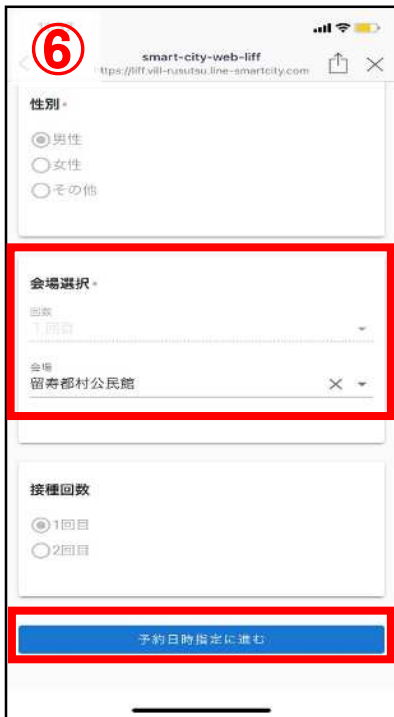 ⑥
smart-city-web-liff
ttps://liff.vill-rusutsu.line-smartcity.com
性別*
男性
女性
その他
会場選択*
回数
1回目
会場
留寿都村公民館
接種回数
1回目
2回目
予約日時指定に進む